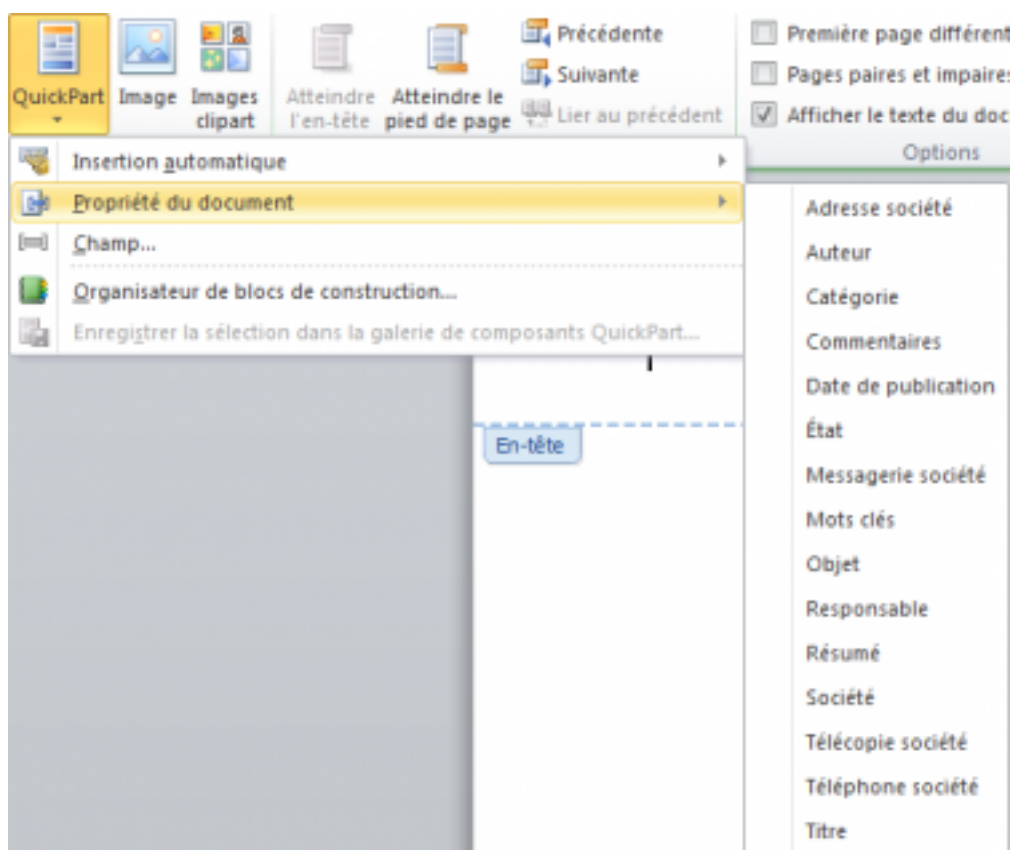 QuickPart
Image
Images
clipart
Atteindre
l'en-tête
Atteindre le
pied de page
Précédente
Suivante
Lier au précédent
Première page différent
Pages paires et impaires
Afficher le texte du doc
Options
Insertion automatique
Propriété du document
Champ...
Organisateur de blocs de construction...
Enregistrer la sélection dans la galerie de composants QuickPart...
Adresse société
Auteur
Catégorie
Commentaires
Date de publication
État
Messagerie société
Mots clés
Objet
Responsable
Résumé
Société
Télécopie société
Téléphone société
Titre
En-tête